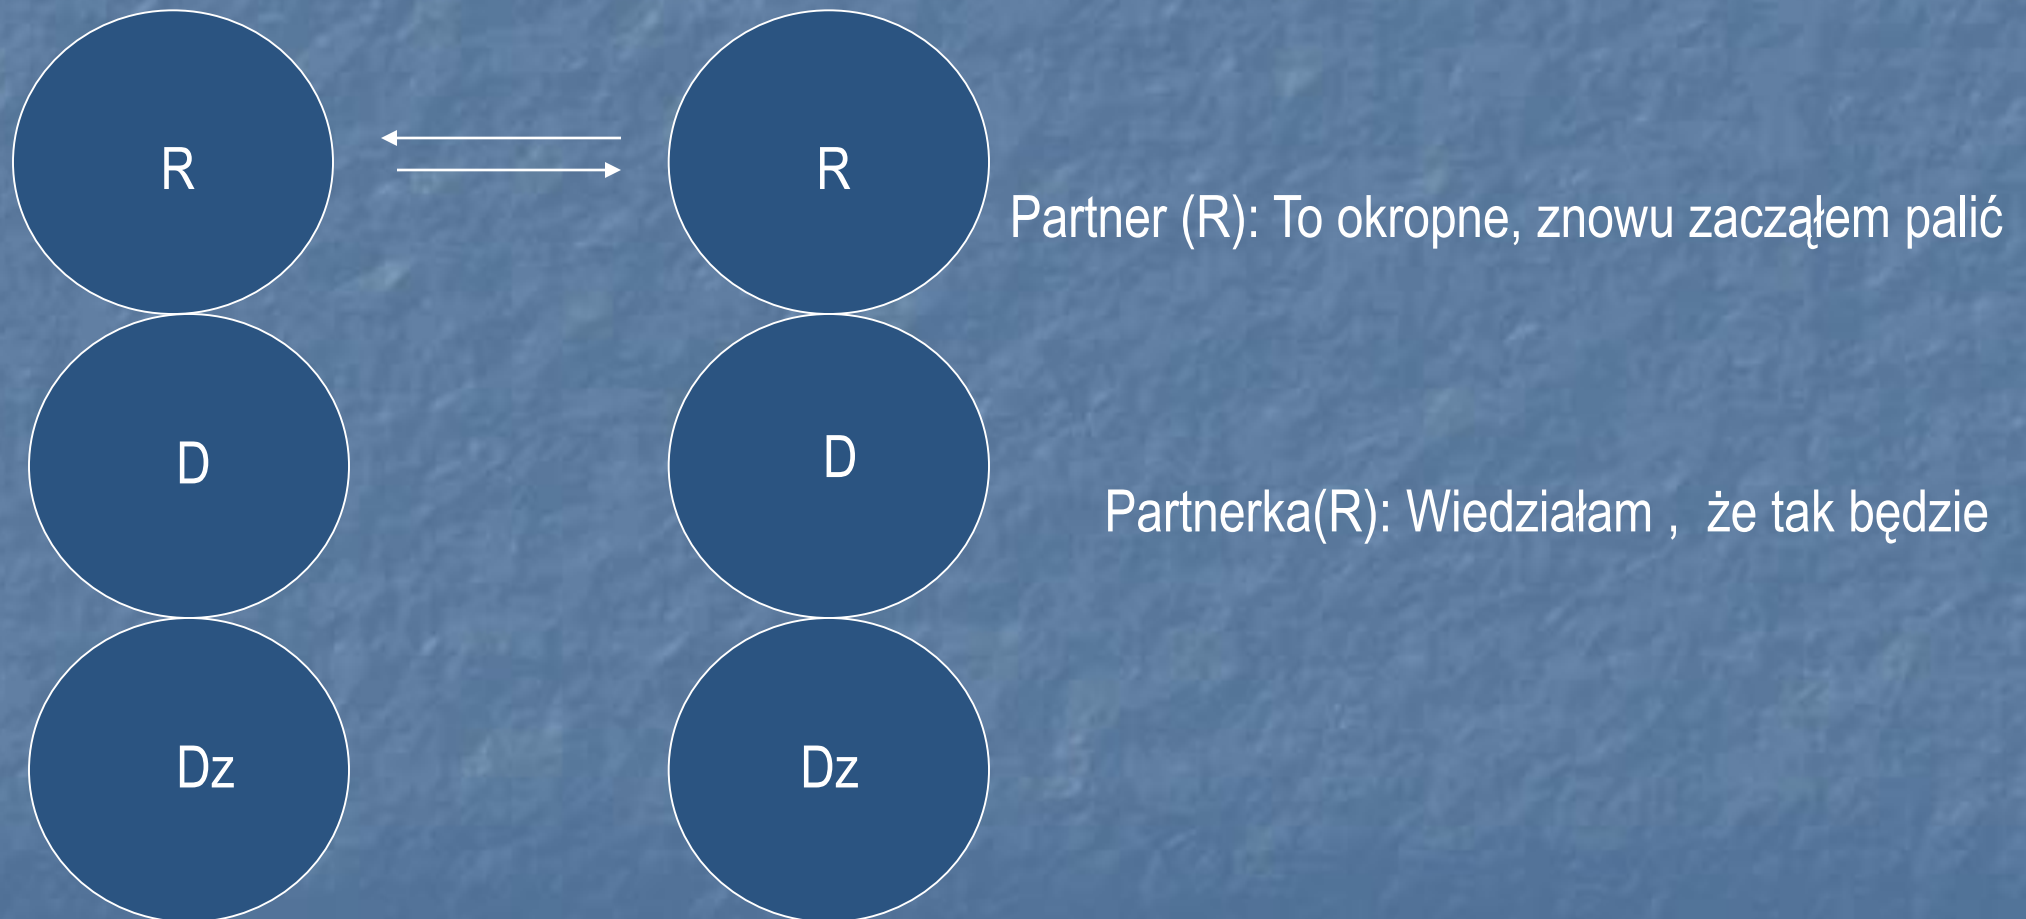 R
R
Partner (R): To okropne, znowu zacząłem palić
D
D
Partnerka(R): Wiedziałam , że tak będzie
Dz
Dz